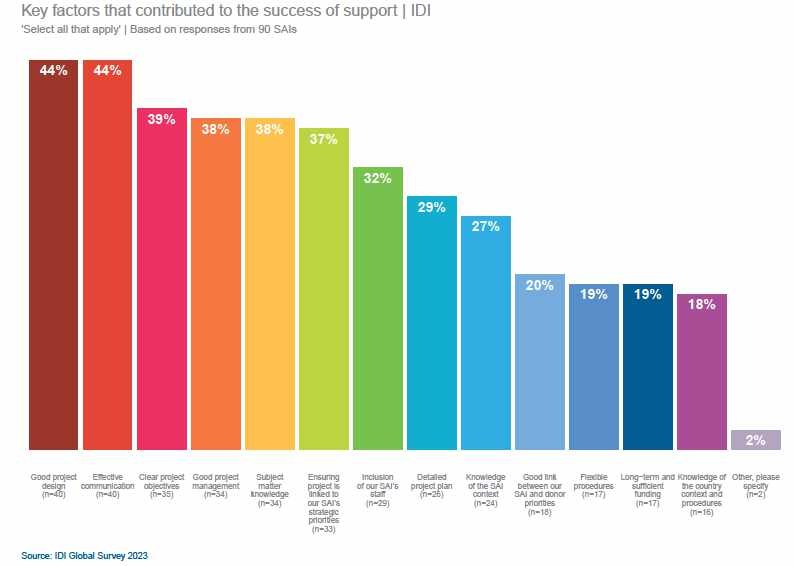 Key factors that contributed to the success of support | IDI
'Select all that apply' | Based on responses from 90 SAIs
44%
44%
39%
38%
38%
37%
32%
29%
27%
20%
19%
19%
18%
2%
Good project
design
(n=40)
Effective
communication
(n=40)
Clear project
objectives
(n=35)
Good project
management
(n=34)
Subject
matter
knowledge
(n=34)
Ensuring
project is
linked to
our SAI's
strategic
priorities
(n=33)
Inclusion
of our SAI's
staff
(n=29)
Detailed
project plan
(n=26)
Knowledge
of the SAI
context
(n=24)
Good link
between our
SAI and donor
priorities
(n=18)
Flexible
procedures
(n=17)
Long-term and
sufficient
funding
(n=17)
Knowledge of
the country
context and
procedures
(n=16)
Other, please
specify
(n=2)
Source: IDI Global Survey 2023